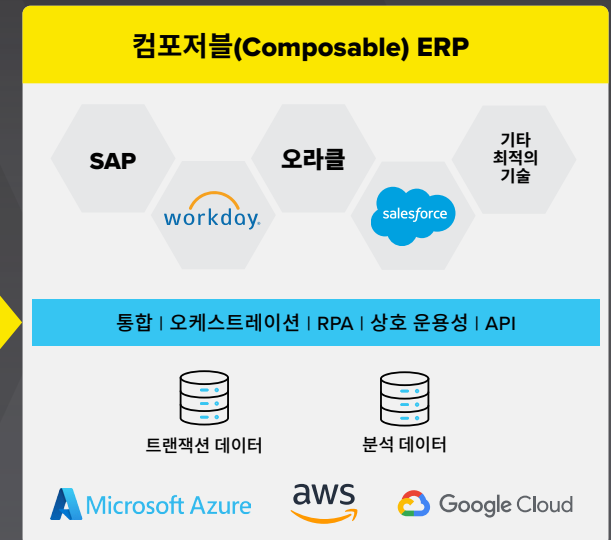 컴포저블(Composable) ERP
SAP
오라클
기타
최적의
기술
workday.
salesforce
통합 | 오케스트레이션 | RPA | 상호 운용성 | API
트랜잭션 데이터
분석 데이터
Microsoft Azure
aws
Google Cloud